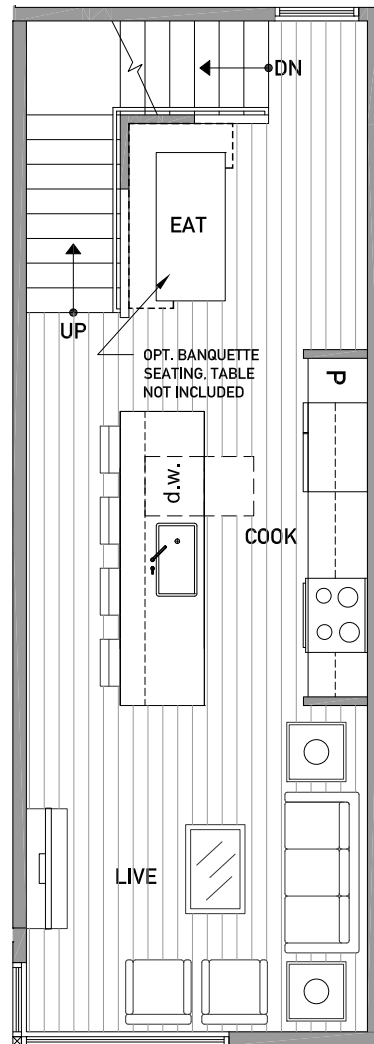 DN
EAT
UP
OPT. BANQUETTE
SEATING, TABLE
NOT INCLUDED
P
d.w.
COOK
LIVE